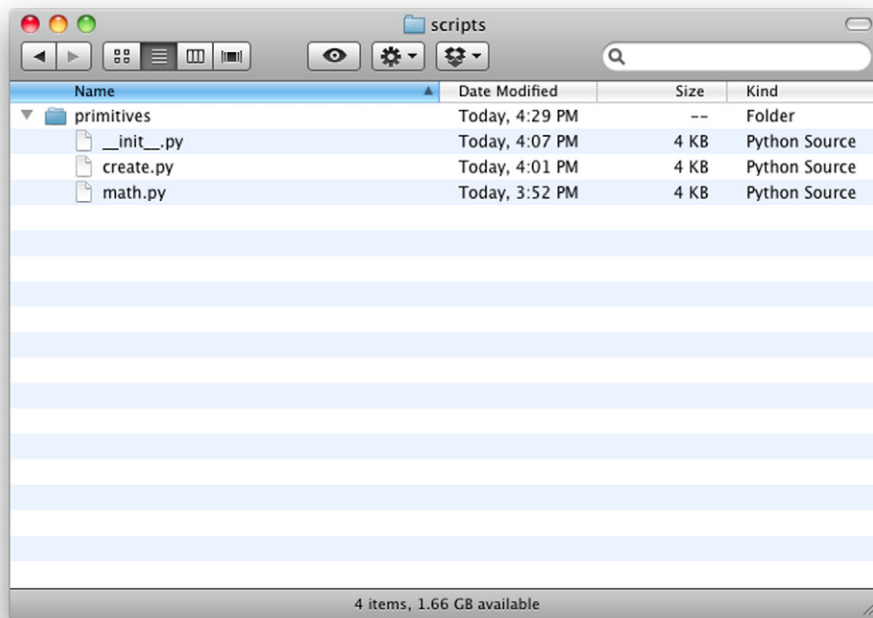 scripts
Name Date Modified Size Kind
primitives Today, 4:29 PM -- Folder
__init__.py Today, 4:07 PM 4 KB Python Source
create.py Today, 4:01 PM 4 KB Python Source
math.py Today, 3:52 PM 4 KB Python Source
4 items, 1.66 GB available